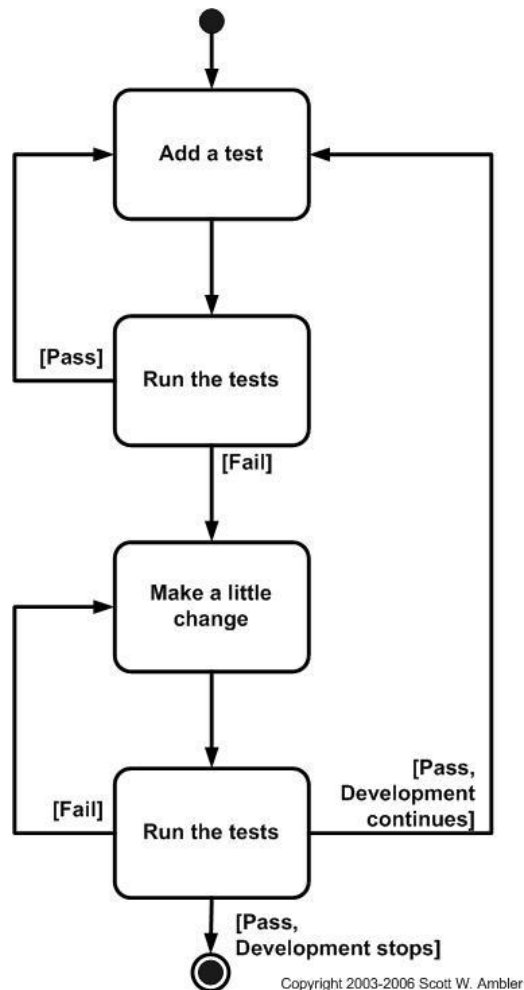 Add a test
[Pass]
Run the tests
[Fail]
Make a little
change
[Fail]
Run the tests
[Pass,
Development
continues]
[Pass,
Development stops]
Copyright 2003-2006 Scott W. Ambler